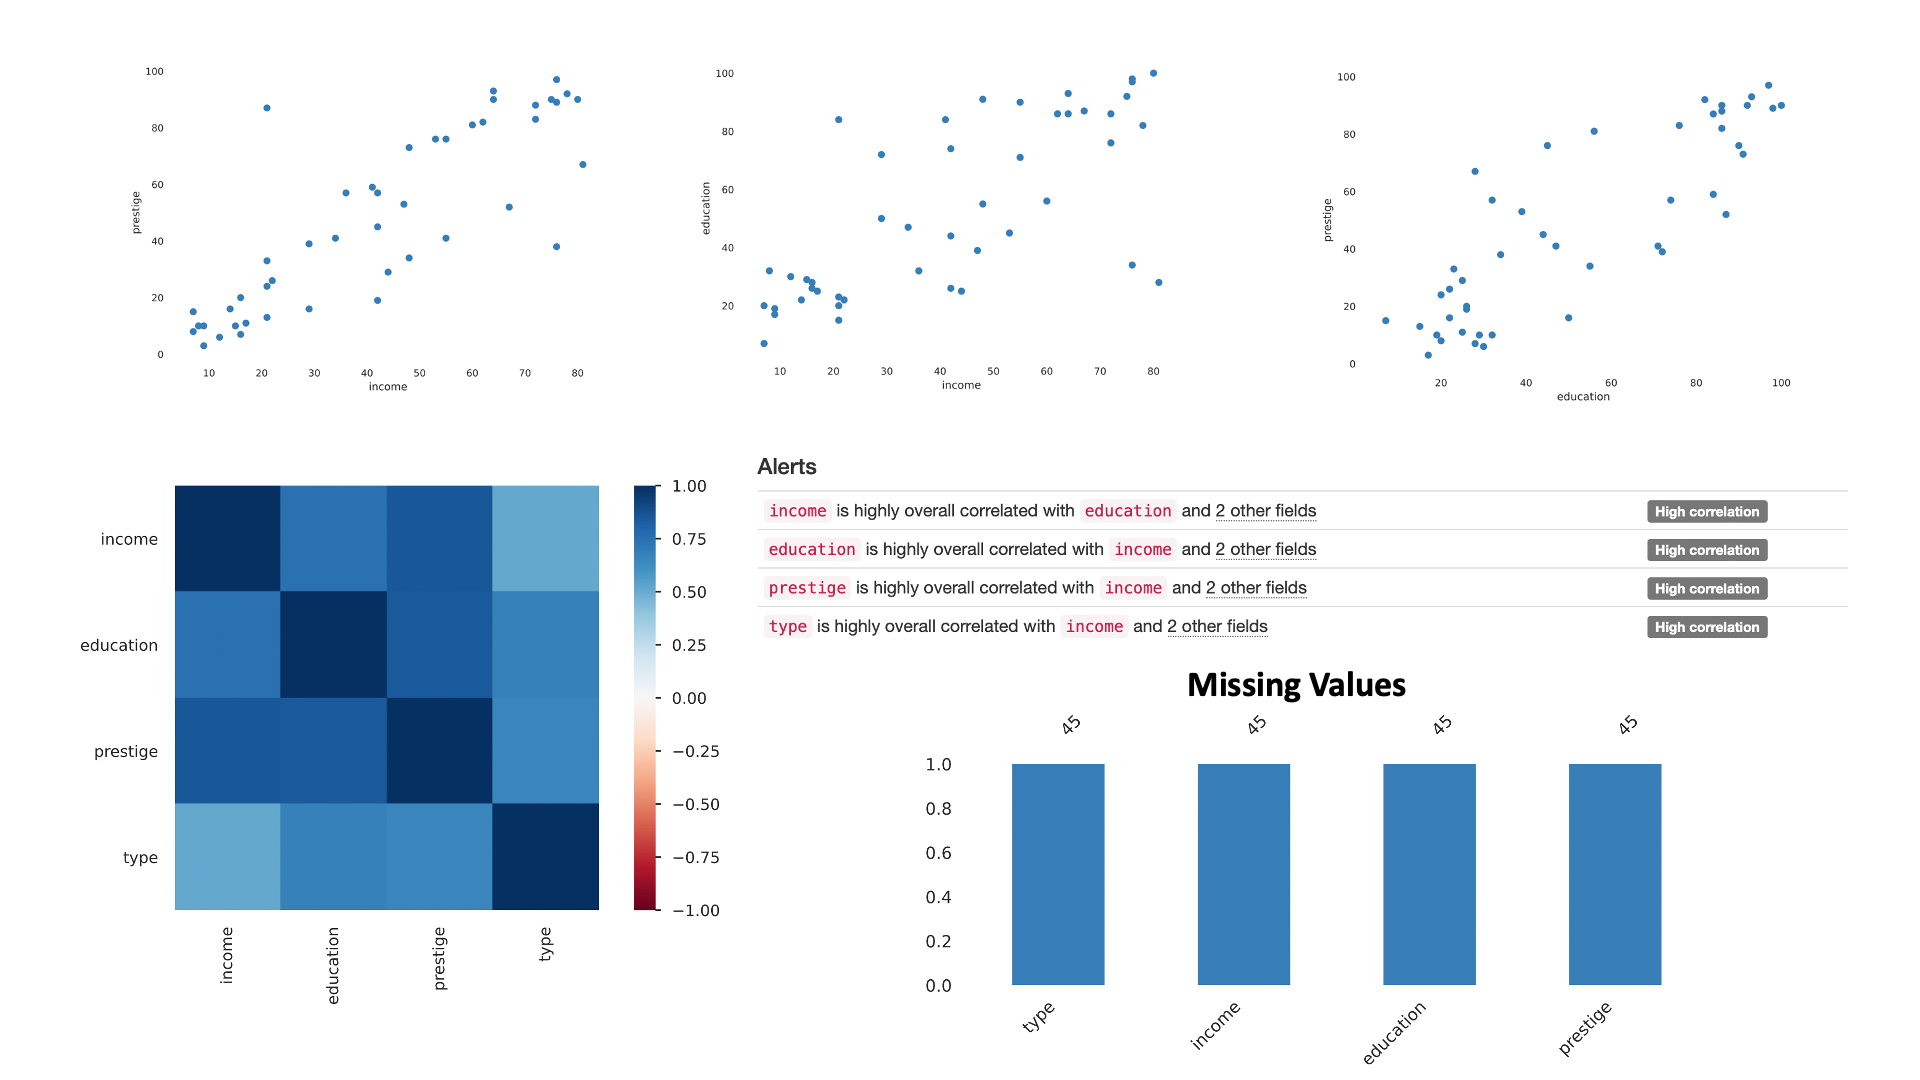 100
80
60
40
20
0
prestige
10 20 30 40 50 60 70 80
income
100
80
60
40
20
education
10 20 30 40 50 60 70 80
income
100
80
60
40
20
0
prestige
20 40 60 80 100
education
income
education
prestige
type
income education prestige type
1.00
0.75
0.50
0.25
0.00
−0.25
−0.50
−0.75
−1.00
Alerts
income is highly overall correlated with education and 2 other fields High correlation
education is highly overall correlated with income and 2 other fields High correlation
prestige is highly overall correlated with income and 2 other fields High correlation
type is highly overall correlated with income and 2 other fields High correlation
Missing Values
45 45 45 45
1.0
0.8
0.6
0.4
0.2
0.0
type income education prestige